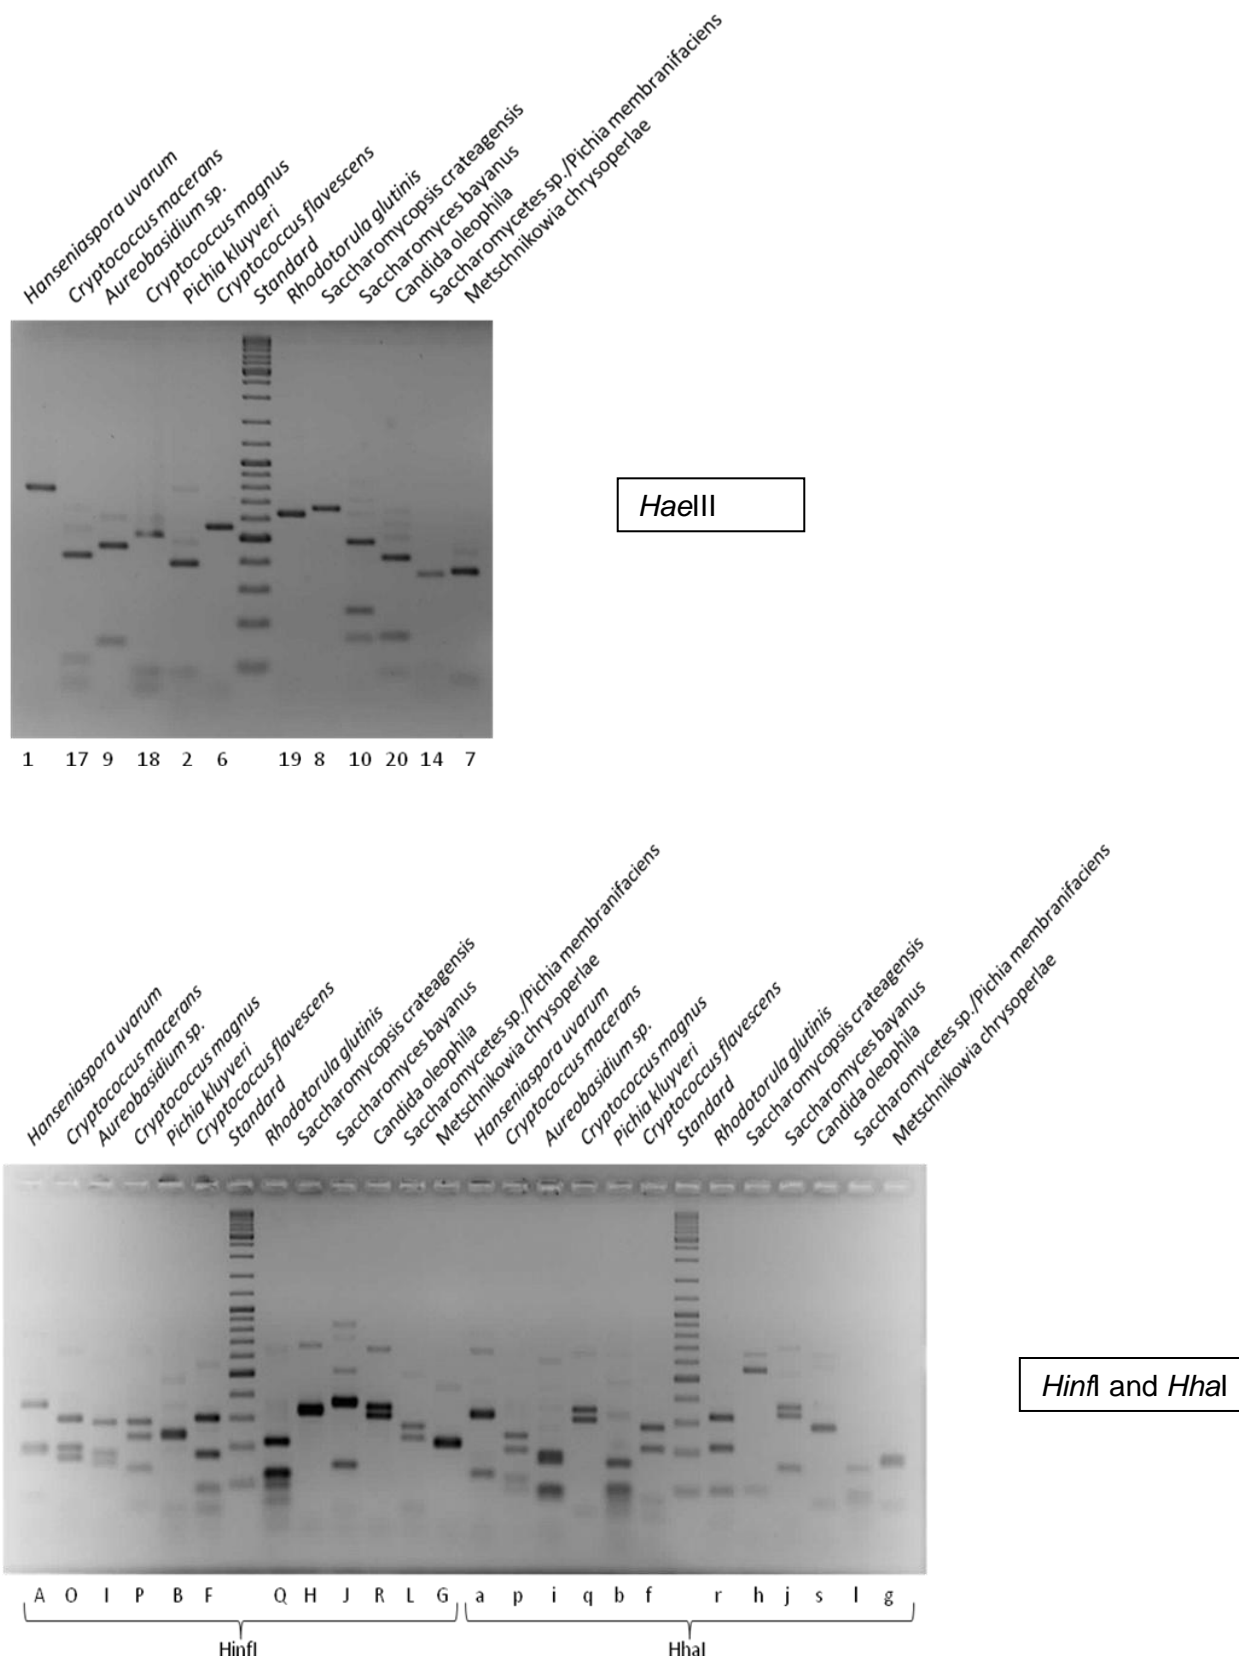 Hanseniaspora uvarum
Cryptococcus macerans
Aureobasidium sp.
Cryptococcus magnus
Pichia kluyveri
Cryptococcus flavescens
Standard
Rhodotorula glutinis
Saccharomycopsis crateagensis
Saccharomyces bayanus
Candida oleophila
Saccharomycetes sp./Pichia membranifaciens
Metschnikowia chrysoperlae
HaeIII
1 17 9 18 2 6 19 8 10 20 14 7
Hanseniaspora uvarum
Cryptococcus macerans
Aureobasidium sp.
Cryptococcus magnus
Pichia kluyveri
Cryptococcus flavescens
Standard
Rhodotorula glutinis
Saccharomycopsis crateagensis
Saccharomyces bayanus
Candida oleophila
Saccharomycetes sp./Pichia membranifaciens
Metschnikowia chrysoperlae
Hanseniaspora uvarum
Cryptococcus macerans
Aureobasidium sp.
Cryptococcus magnus
Pichia kluyveri
Cryptococcus flavescens
Standard
Rhodotorula glutinis
Saccharomycopsis crateagensis
Saccharomyces bayanus
Candida oleophila
Saccharomycetes sp./Pichia membranifaciens
Metschnikowia chrysoperlae
HinfI and HhaI
A O I P B F Q H J R L G a p i q b f r h j s l g
HinfI HhaI